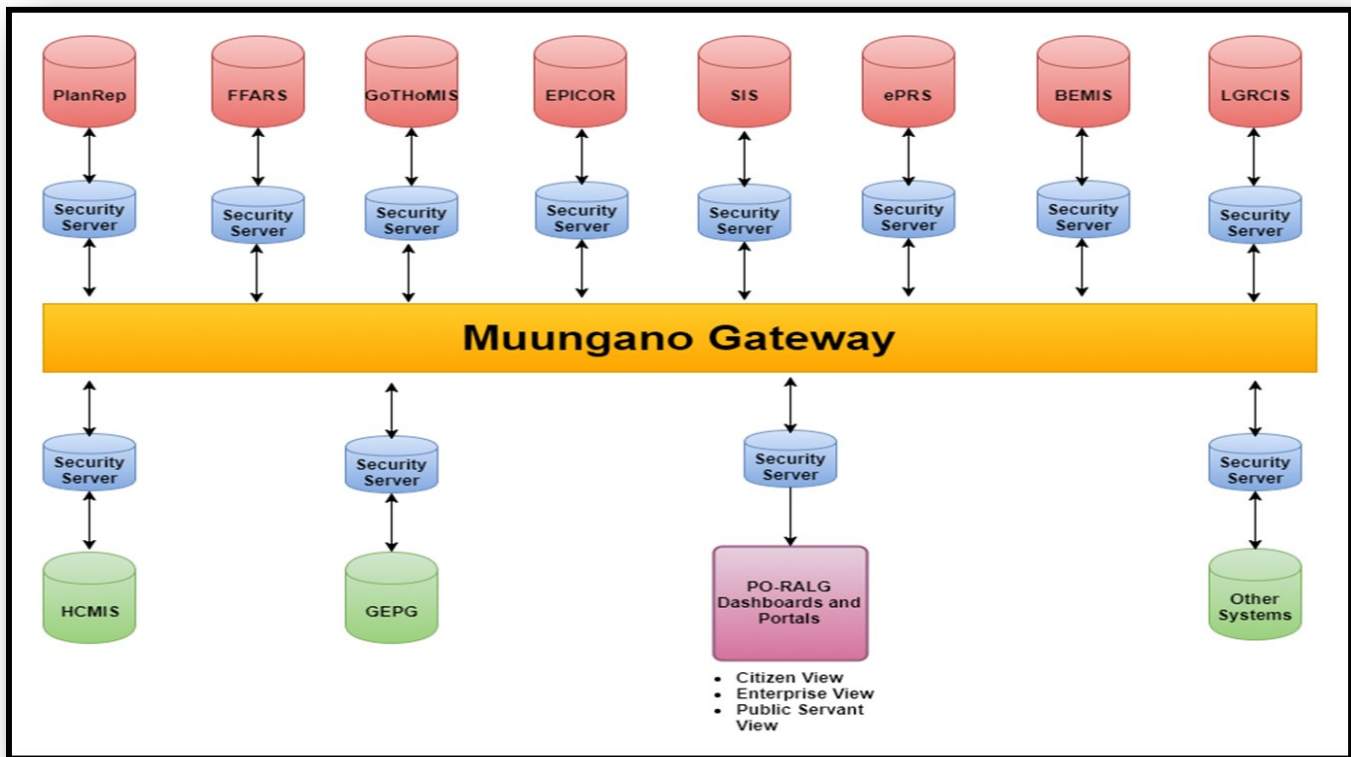 PlanRep
FFARS
GoTHoMIS
EPICOR
SIS
ePRS
BEMIS
LGRCIS
Security
Server
Security
Server
Security
Server
Security
Server
Security
Server
Security
Server
Security
Server
Security
Server
Muungano Gateway
Security
Server
Security
Server
Security
Server
Security
Server
HCMIS
GEPG
PO-RALG
Dashboards and
Portals
Other
Systems
• Citizen View
• Enterprise View
• Public Servant
View